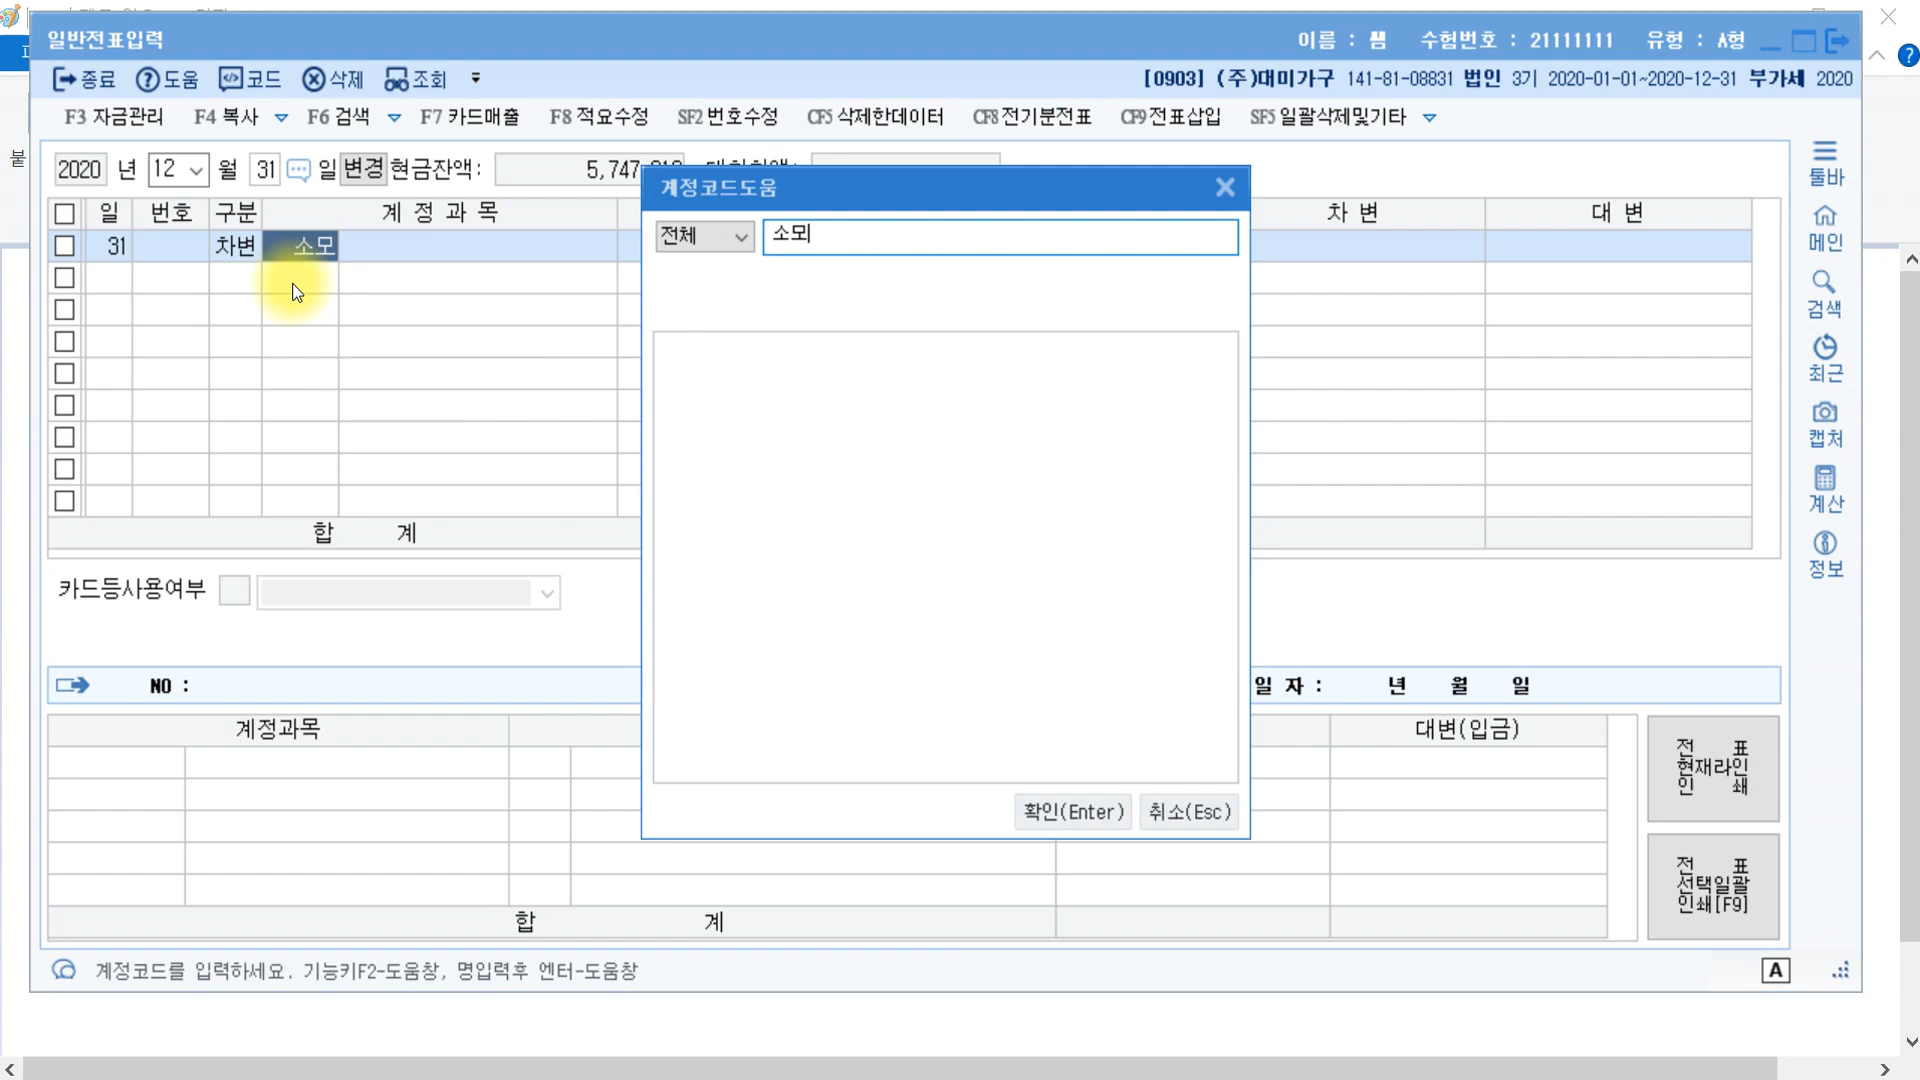 일반전표입력
이름 : 쌤 수험번호 : 21111111 유형 : A형
종료 도움 코드 삭제 조회
[0903] (주)대미가구 141-81-08831 법인 3기 2020-01-01~2020-12-31 부가세 2020
F3 자금관리 F4 복사 F6 검색 F7 카드매출 F8 적요수정 SF2 번호수정 CF5 삭제한데이터 CF8 전기분전표 CF9 전표삽입 SF5 일괄삭제및기타
붙
2020 년 12 월 31 일 변경 현금잔액: 5,747
계정코드도움
일 번호 구분 계 정 과 목
차 변 대 변
전체 소모
31 차변 소모
합 계
카드등사용여부
확인(Enter) 취소(Esc)
NO :
일 자 : 년 월 일
계정과목
대변(입금)
전 표
현재라인
인 쇄
전 표
선택일괄
인쇄[F9]
합 계
계정코드를 입력하세요. 기능키F2-도움창, 명입력후 엔터-도움창
A
툴바
메인
검색
최근
캡처
계산
정보